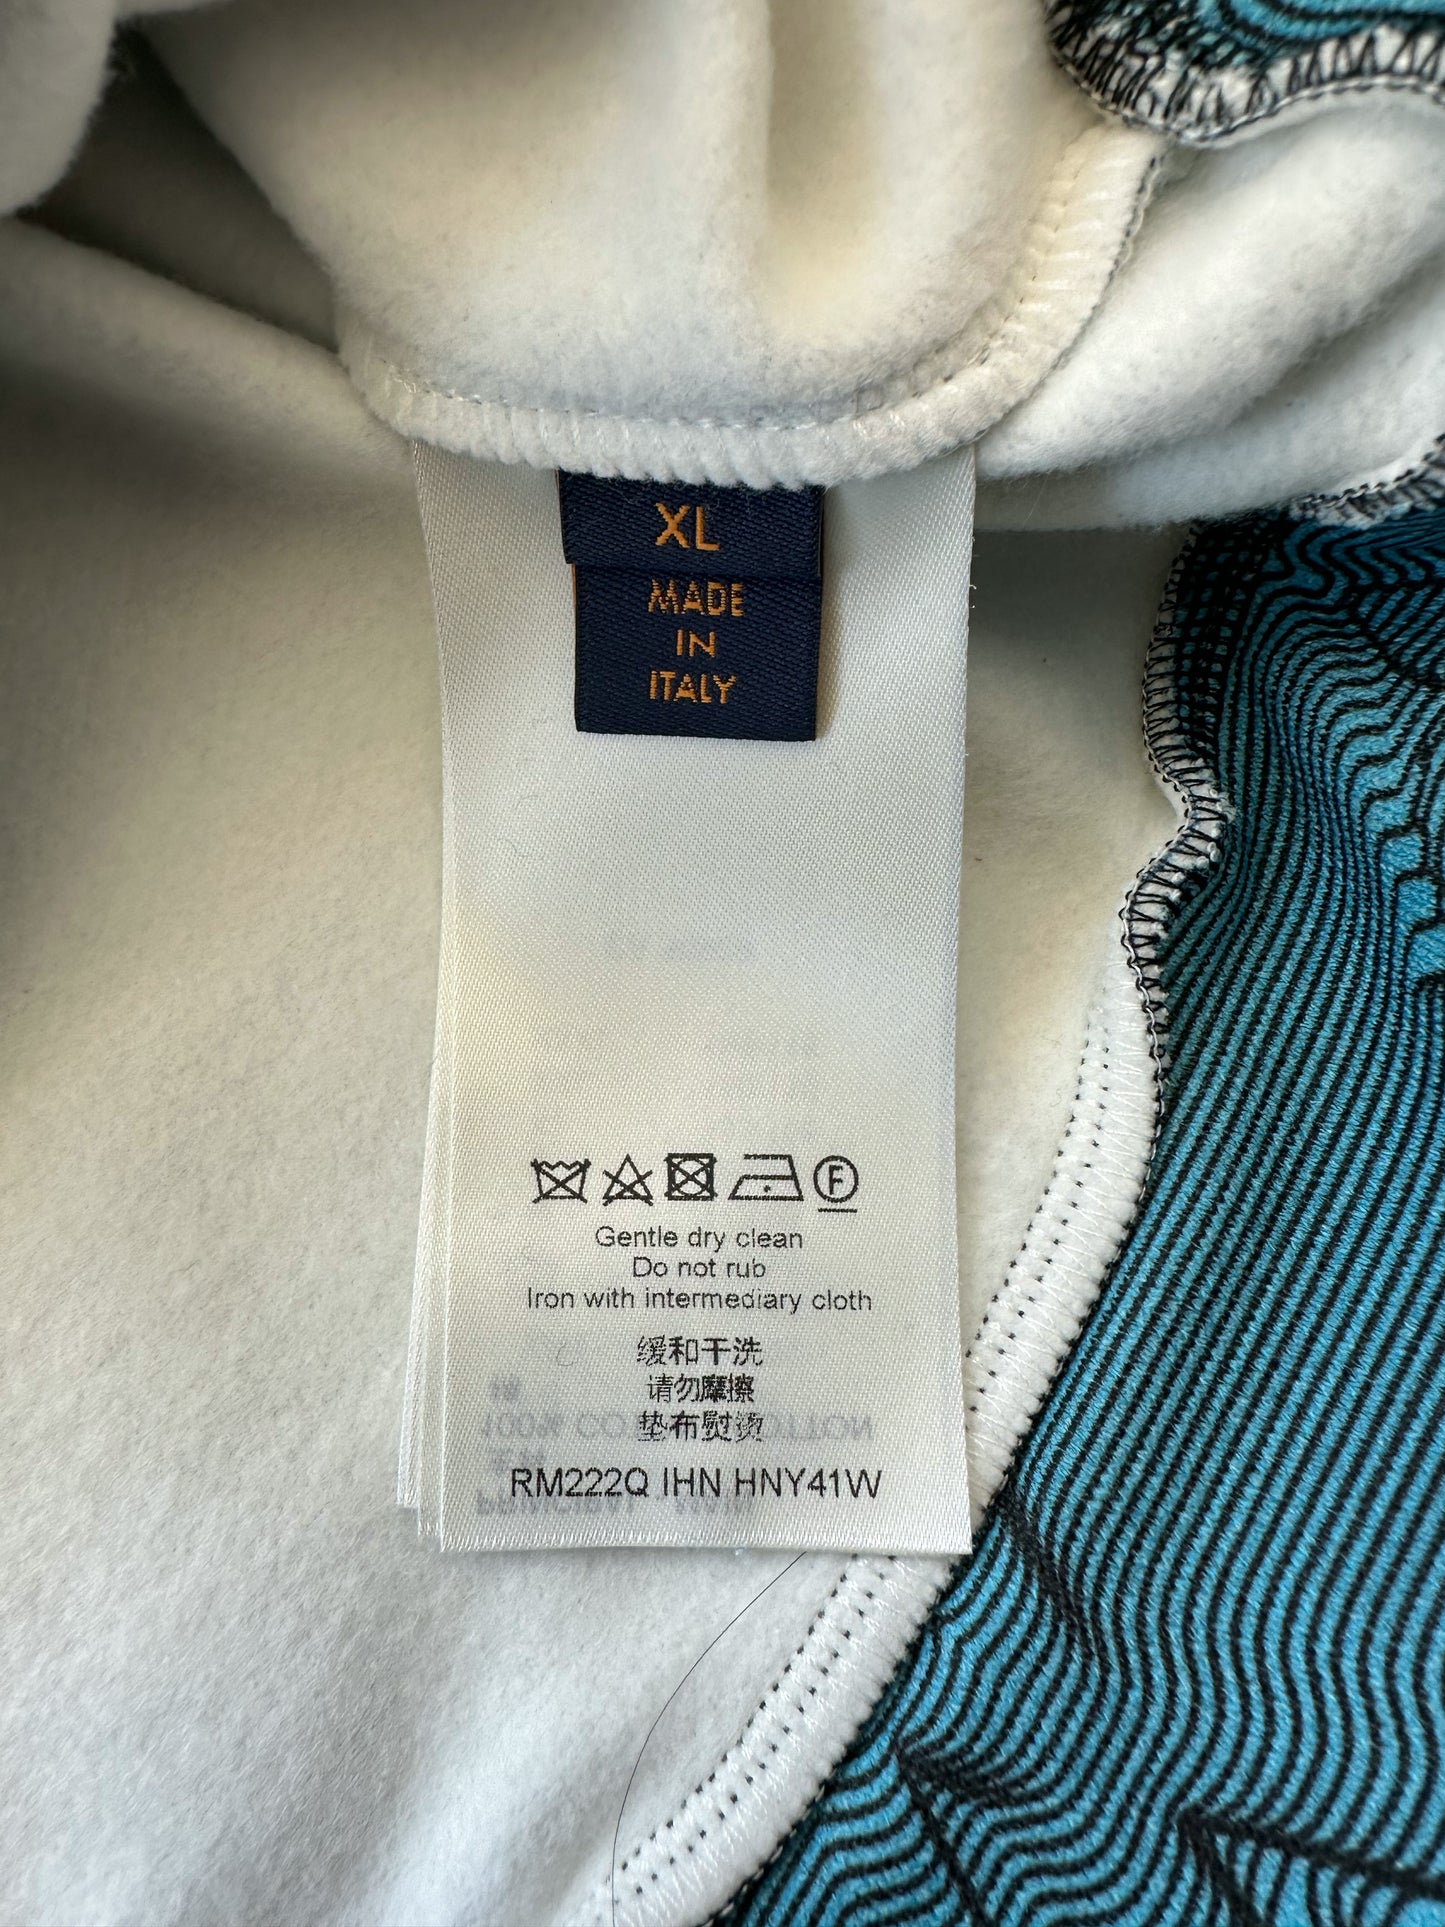 XL
MADE
IN
ITALY
F
Gentle dry clean
Do not rub
Iron with intermediary cloth
缓和干洗
请勿摩擦
垫布熨烫
RM222Q IHN HNY41W